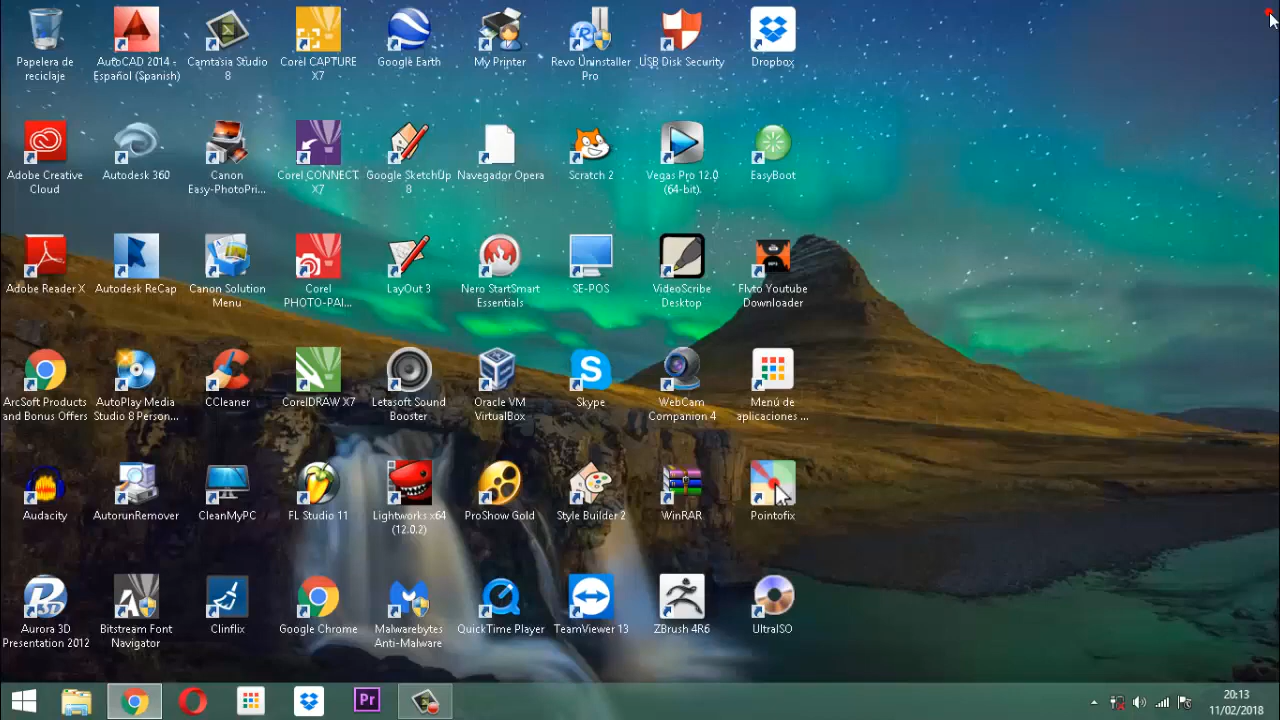 Papelera de
reciclaje
AutoCAD 2014 -
Español (Spanish)
Camtasia Studio
8
Corel CAPTURE
X7
Google Earth
My Printer
Revo Uninstaller
Pro
USB Disk Security
Dropbox
Adobe Creative
Cloud
Autodesk 360
Canon
Easy-PhotoPri...
Corel CONNECT
X7
Google SketchUp
8
Navegador Opera
Scratch 2
Vegas Pro 12.0
(64-bit)
EasyBoot
Adobe Reader X
Autodesk ReCap
Canon Solution
Menu
Corel
PHOTO-PAI...
LayOut 3
Nero StartSmart
Essentials
SE-POS
VideoScribe
Desktop
Flyto Youtube
Downloader
ArcSoft Products
and Bonus Offers
AutoPlay Media
Studio 8 Person...
CCleaner
CorelDRAW X7
Letasoft Sound
Booster
Oracle VM
VirtualBox
Skype
WebCam
Companion 4
Menú de
aplicaciones ...
Audacity
AutorunRemover
CleanMyPC
FL Studio 11
Lightworks x64
(12.0.2)
ProShow Gold
Style Builder 2
WinRAR
Pointofix
Aurora 3D
Presentation 2012
Bitstream Font
Navigator
Clinflix
Google Chrome
Malwarebytes
Anti-Malware
QuickTime Player
TeamViewer 13
ZBrush 4R6
UltraISO
Pr
20:13
11/02/2018